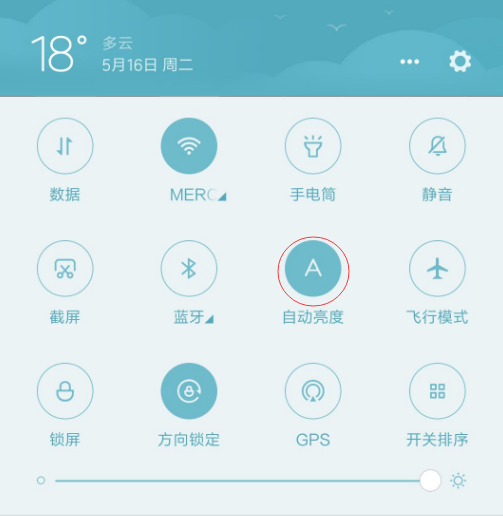 18°
多云
5月16日 周二
数据
MERC
手电筒
静音
截屏
蓝牙
A
自动亮度
飞行模式
锁屏
方向锁定
GPS
开关排序